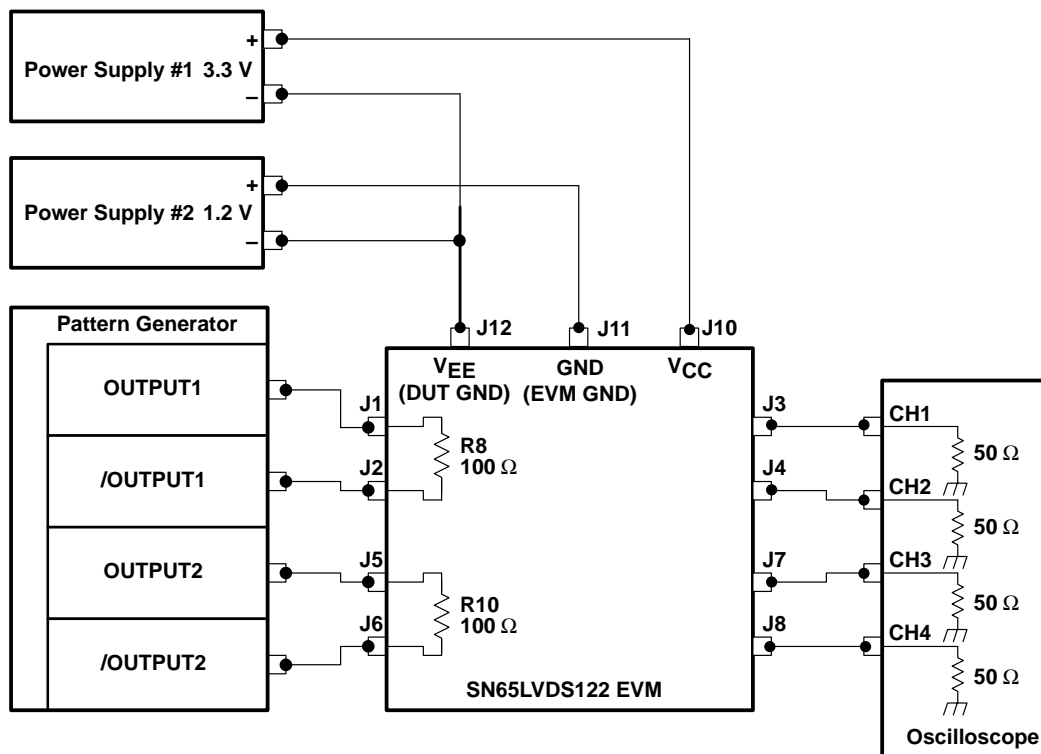 +
Power Supply #1 3.3 V
–
+
Power Supply #2 1.2 V
–
Pattern Generator
OUTPUT1
/OUTPUT1
OUTPUT2
/OUTPUT2
J12
J11
J10
VEE
(DUT GND)
GND
(EVM GND)
VCC
J1
R8
100 Ω
J2
J5
R10
100 Ω
J6
SN65LVDS122 EVM
J3
J4
J7
J8
CH1
50 Ω
CH2
50 Ω
CH3
50 Ω
CH4
50 Ω
Oscilloscope